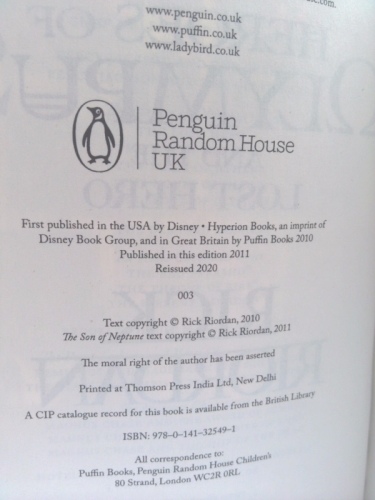 www.penguin.co.uk
www.puffin.co.uk
www.ladybird.co.uk
Penguin
Random House
UK
First published in the USA by Disney • Hyperion Books, an imprint of
Disney Book Group, and in Great Britain by Puffin Books 2010
Published in this edition 2011
Reissued 2020
003
Text copyright © Rick Riordan, 2010
The Son of Neptune text copyright © Rick Riordan, 2011
The moral right of the author has been asserted
Printed at Thomson Press India Ltd, New Delhi
A CIP catalogue record for this book is available from the British Library
ISBN: 978–0–141–32549–1
All correspondence to:
Puffin Books, Penguin Random House Children's
80 Strand, London WC2R 0RL